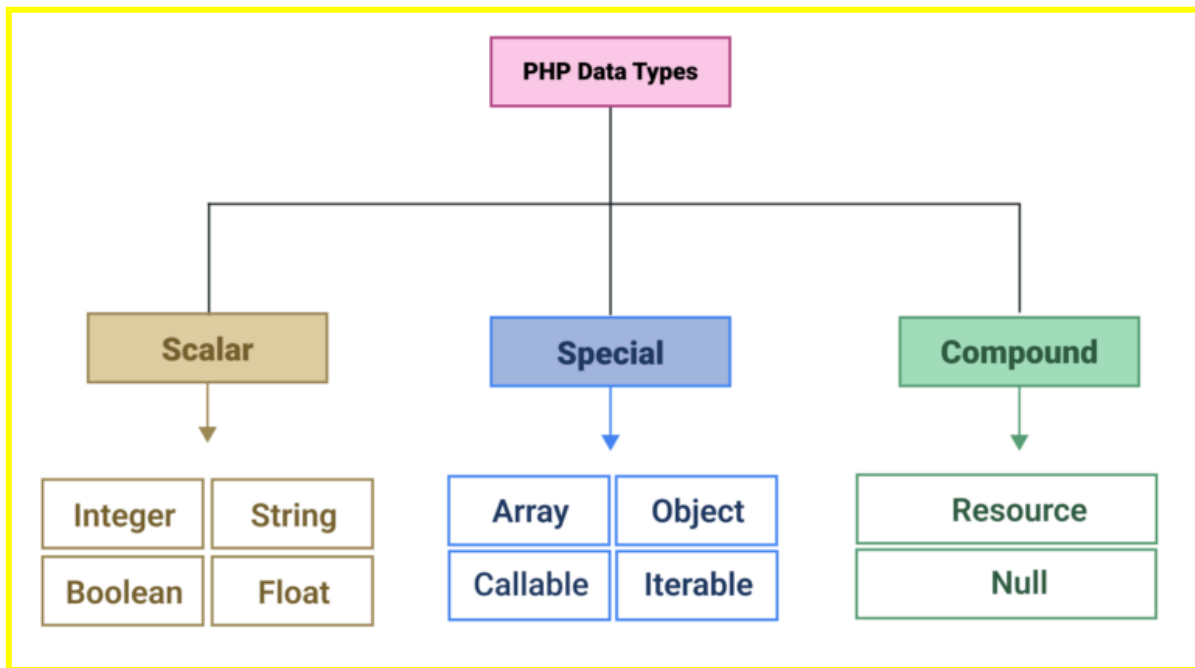 PHP Data Types
Scalar
Special
Compound
Integer
String
Boolean
Float
Array
Object
Callable
Iterable
Resource
Null